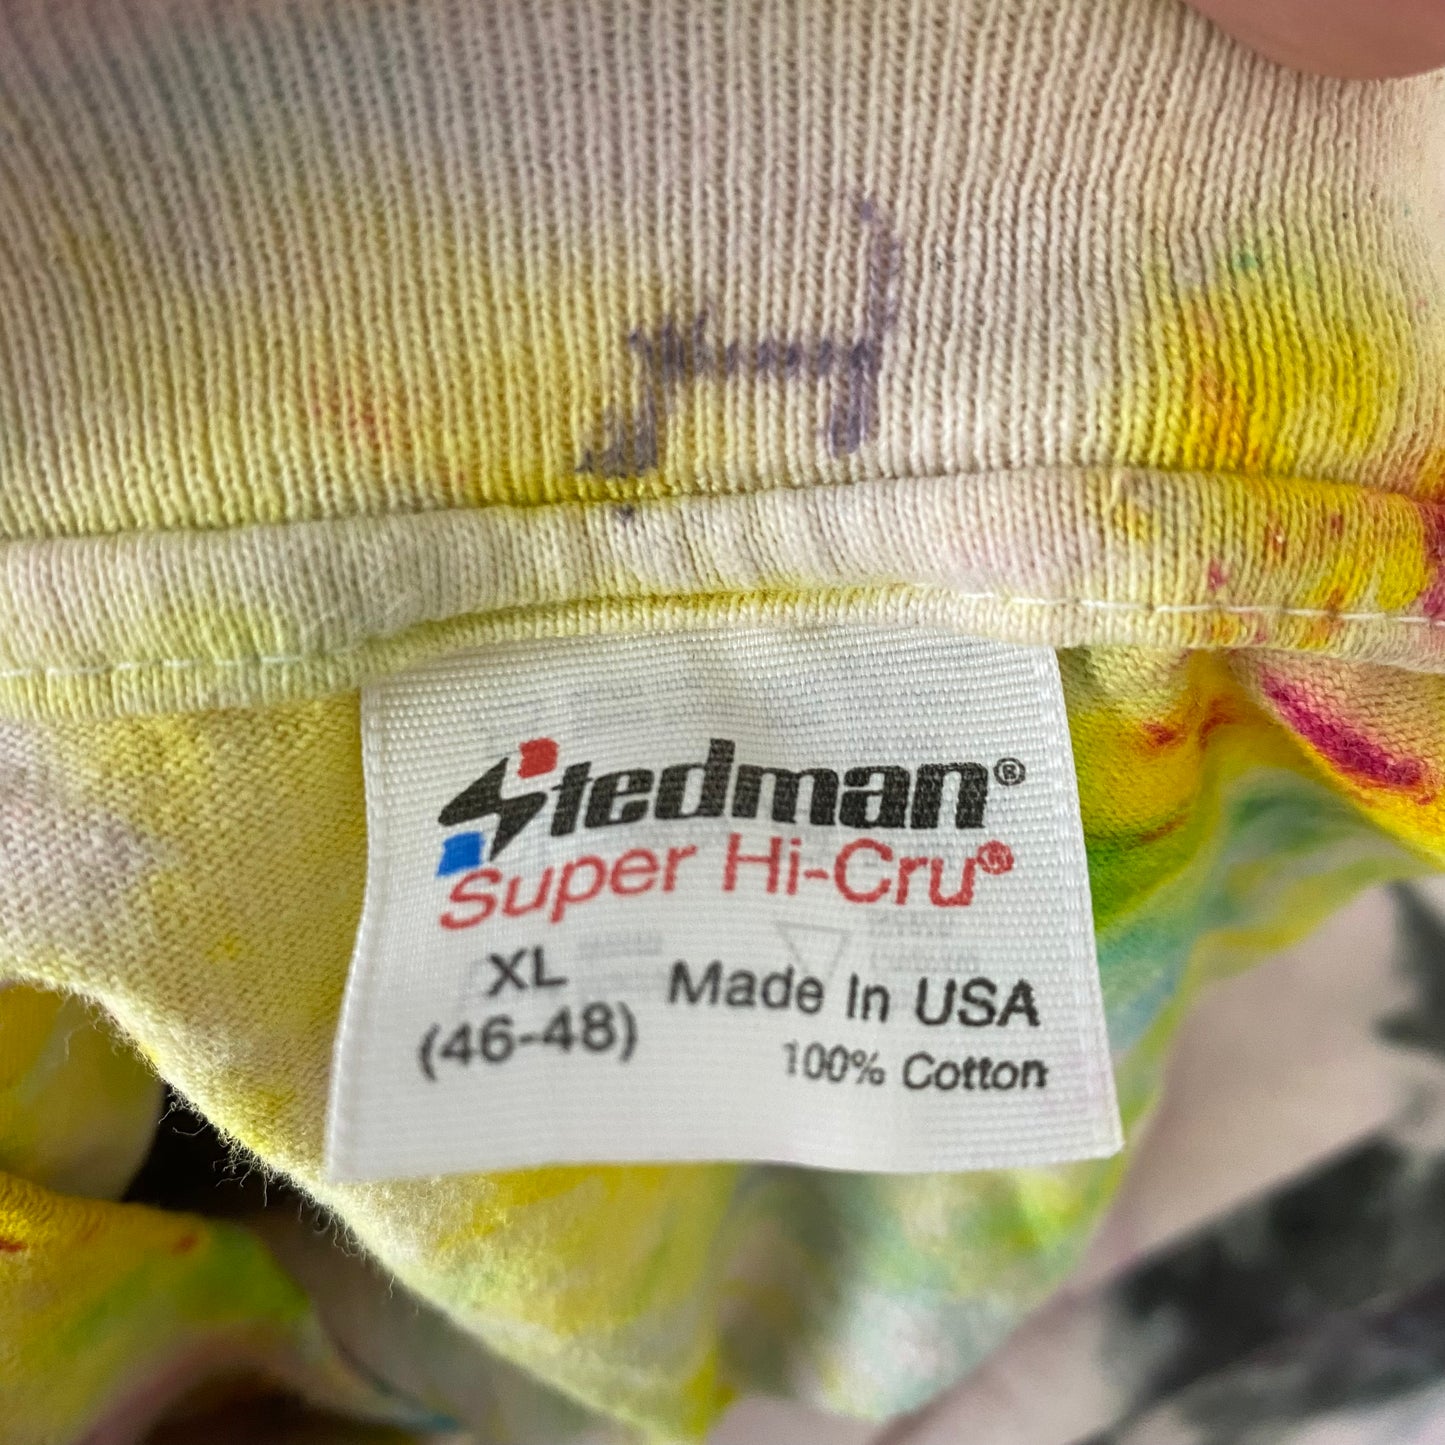 H
Stedman®
Super Hi-Cru®
XL
(46-48)
Made In USA
100% Cotton